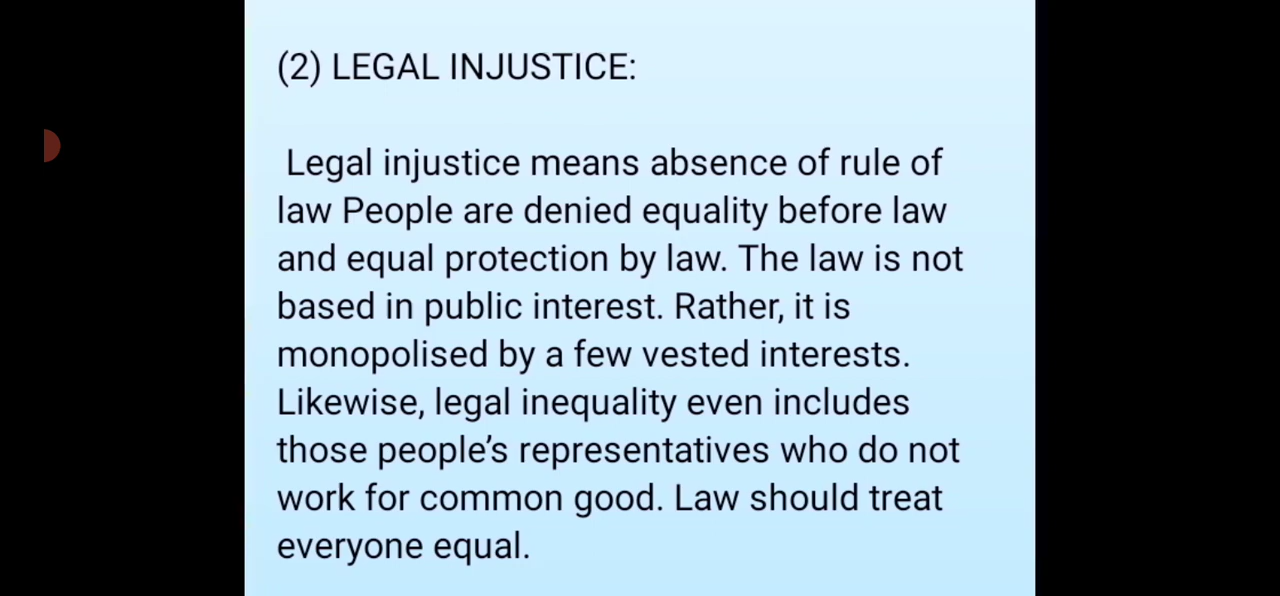 (2) LEGAL INJUSTICE:
Legal injustice means absence of rule of
law People are denied equality before law
and equal protection by law. The law is not
based in public interest. Rather, it is
monopolised by a few vested interests.
Likewise, legal inequality even includes
those people’s representatives who do not
work for common good. Law should treat
everyone equal.